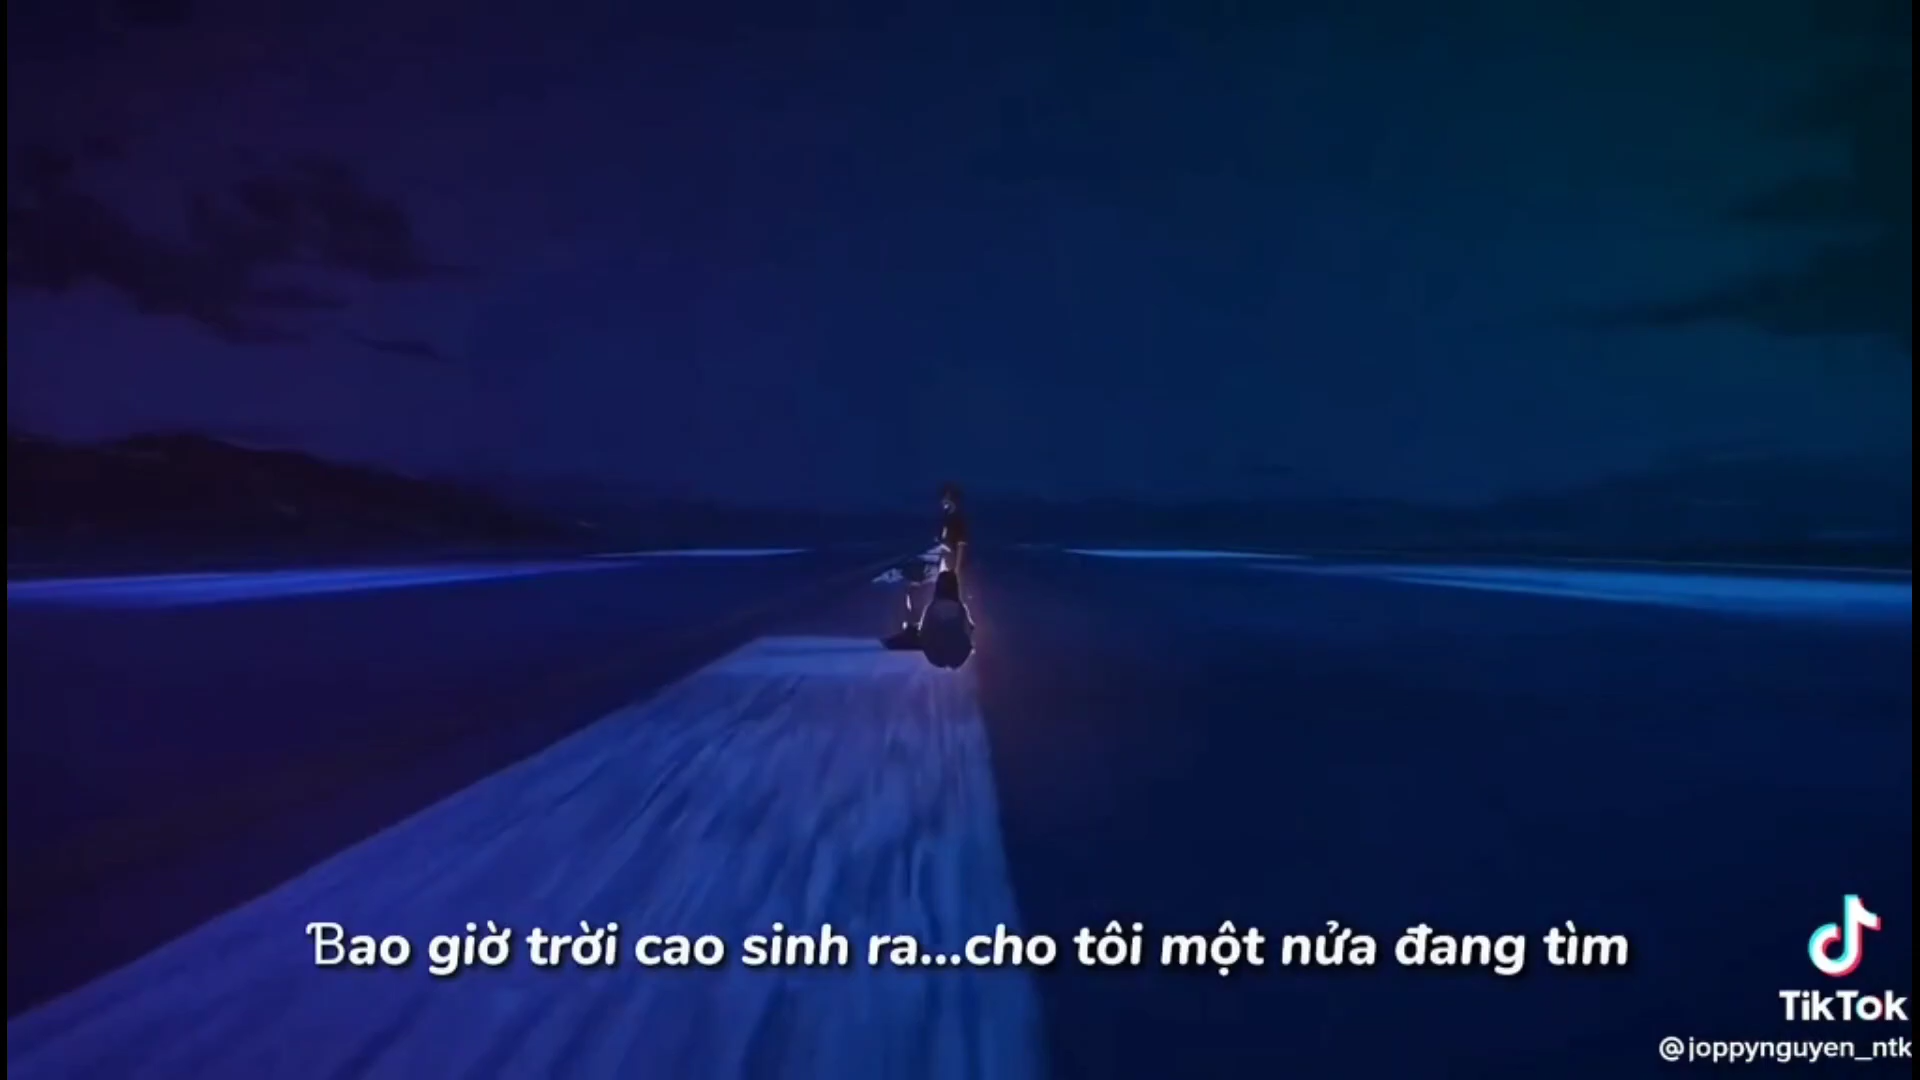 Bao giờ trời cao sinh ra...cho tôi một nửa đang tìm
TikTok
@joppynguyen_ntk